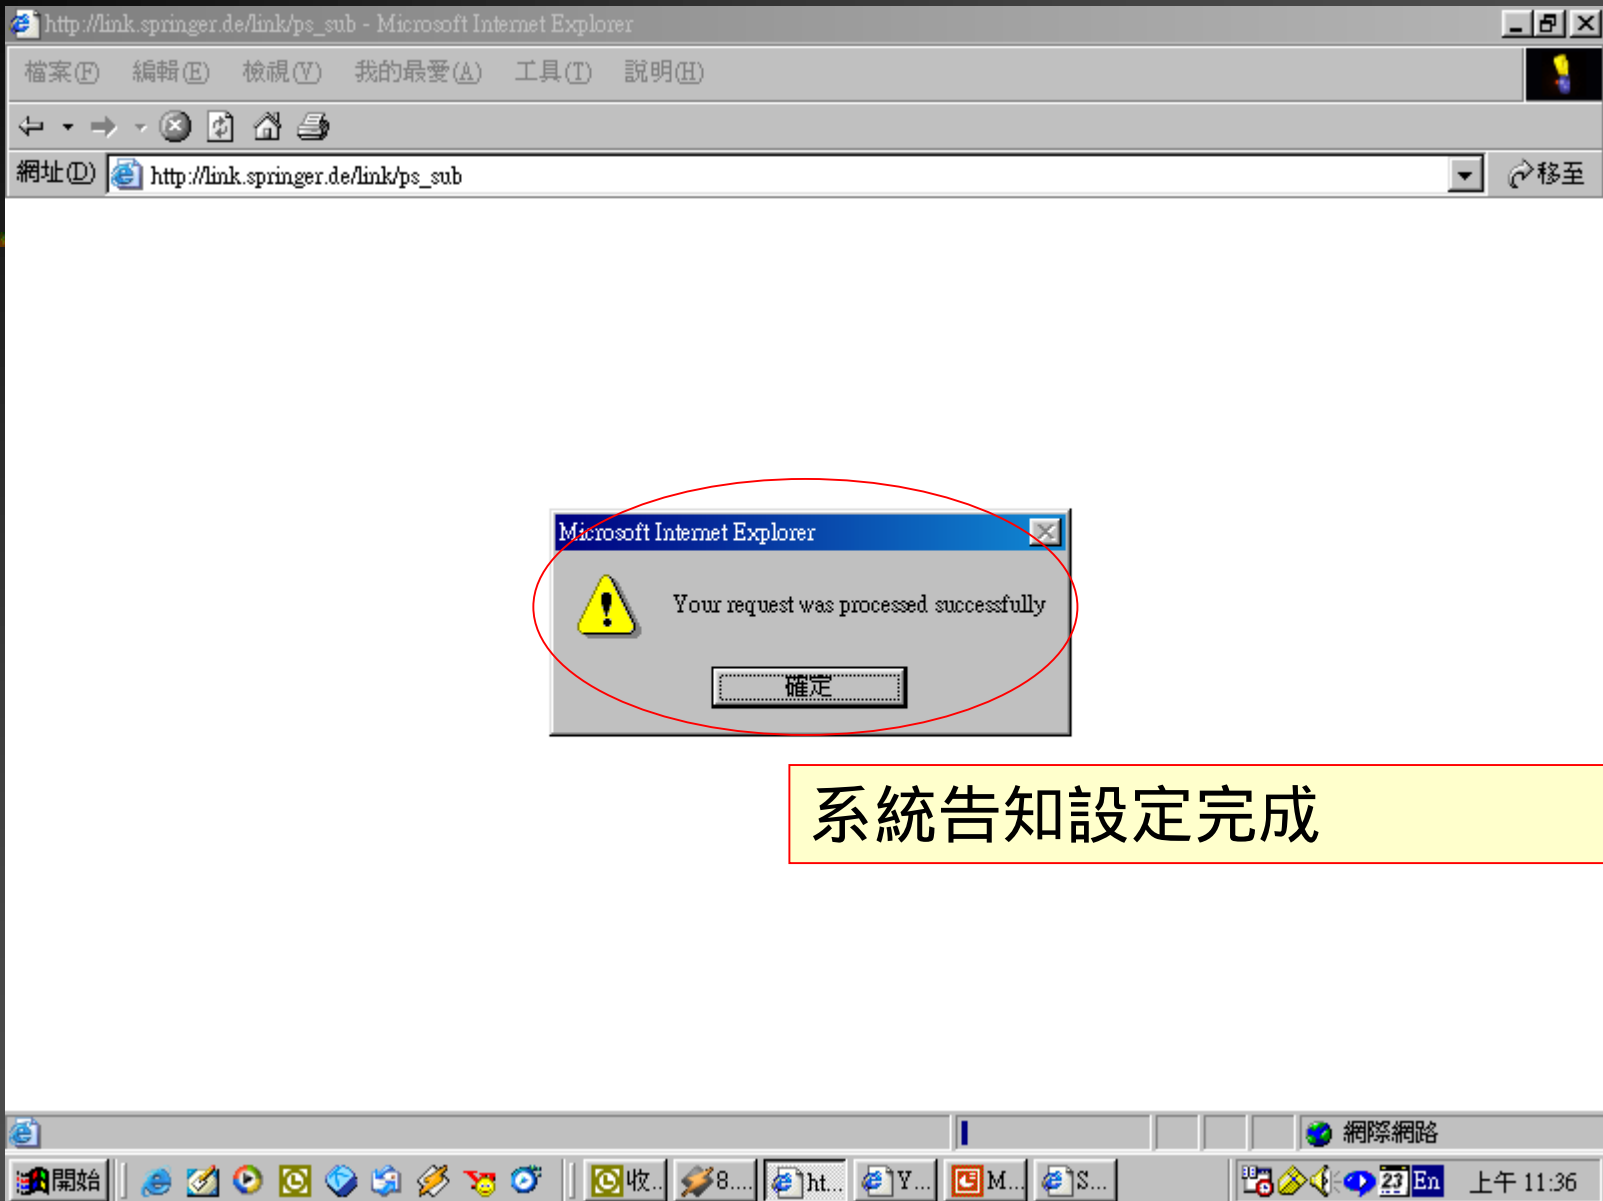 http://link.springer.de/link/ps_sub - Microsoft Internet Explorer
檔案(F) 編輯(E) 檢視(V) 我的最愛(A) 工具(T) 說明(H)
網址(D) http://link.springer.de/link/ps_sub 移至
Microsoft Internet Explorer
Your request was processed successfully
確定
系統告知設定完成
網際網路
開始 收.. 8.... ht... Y... M... S... 23 En 上午 11:36